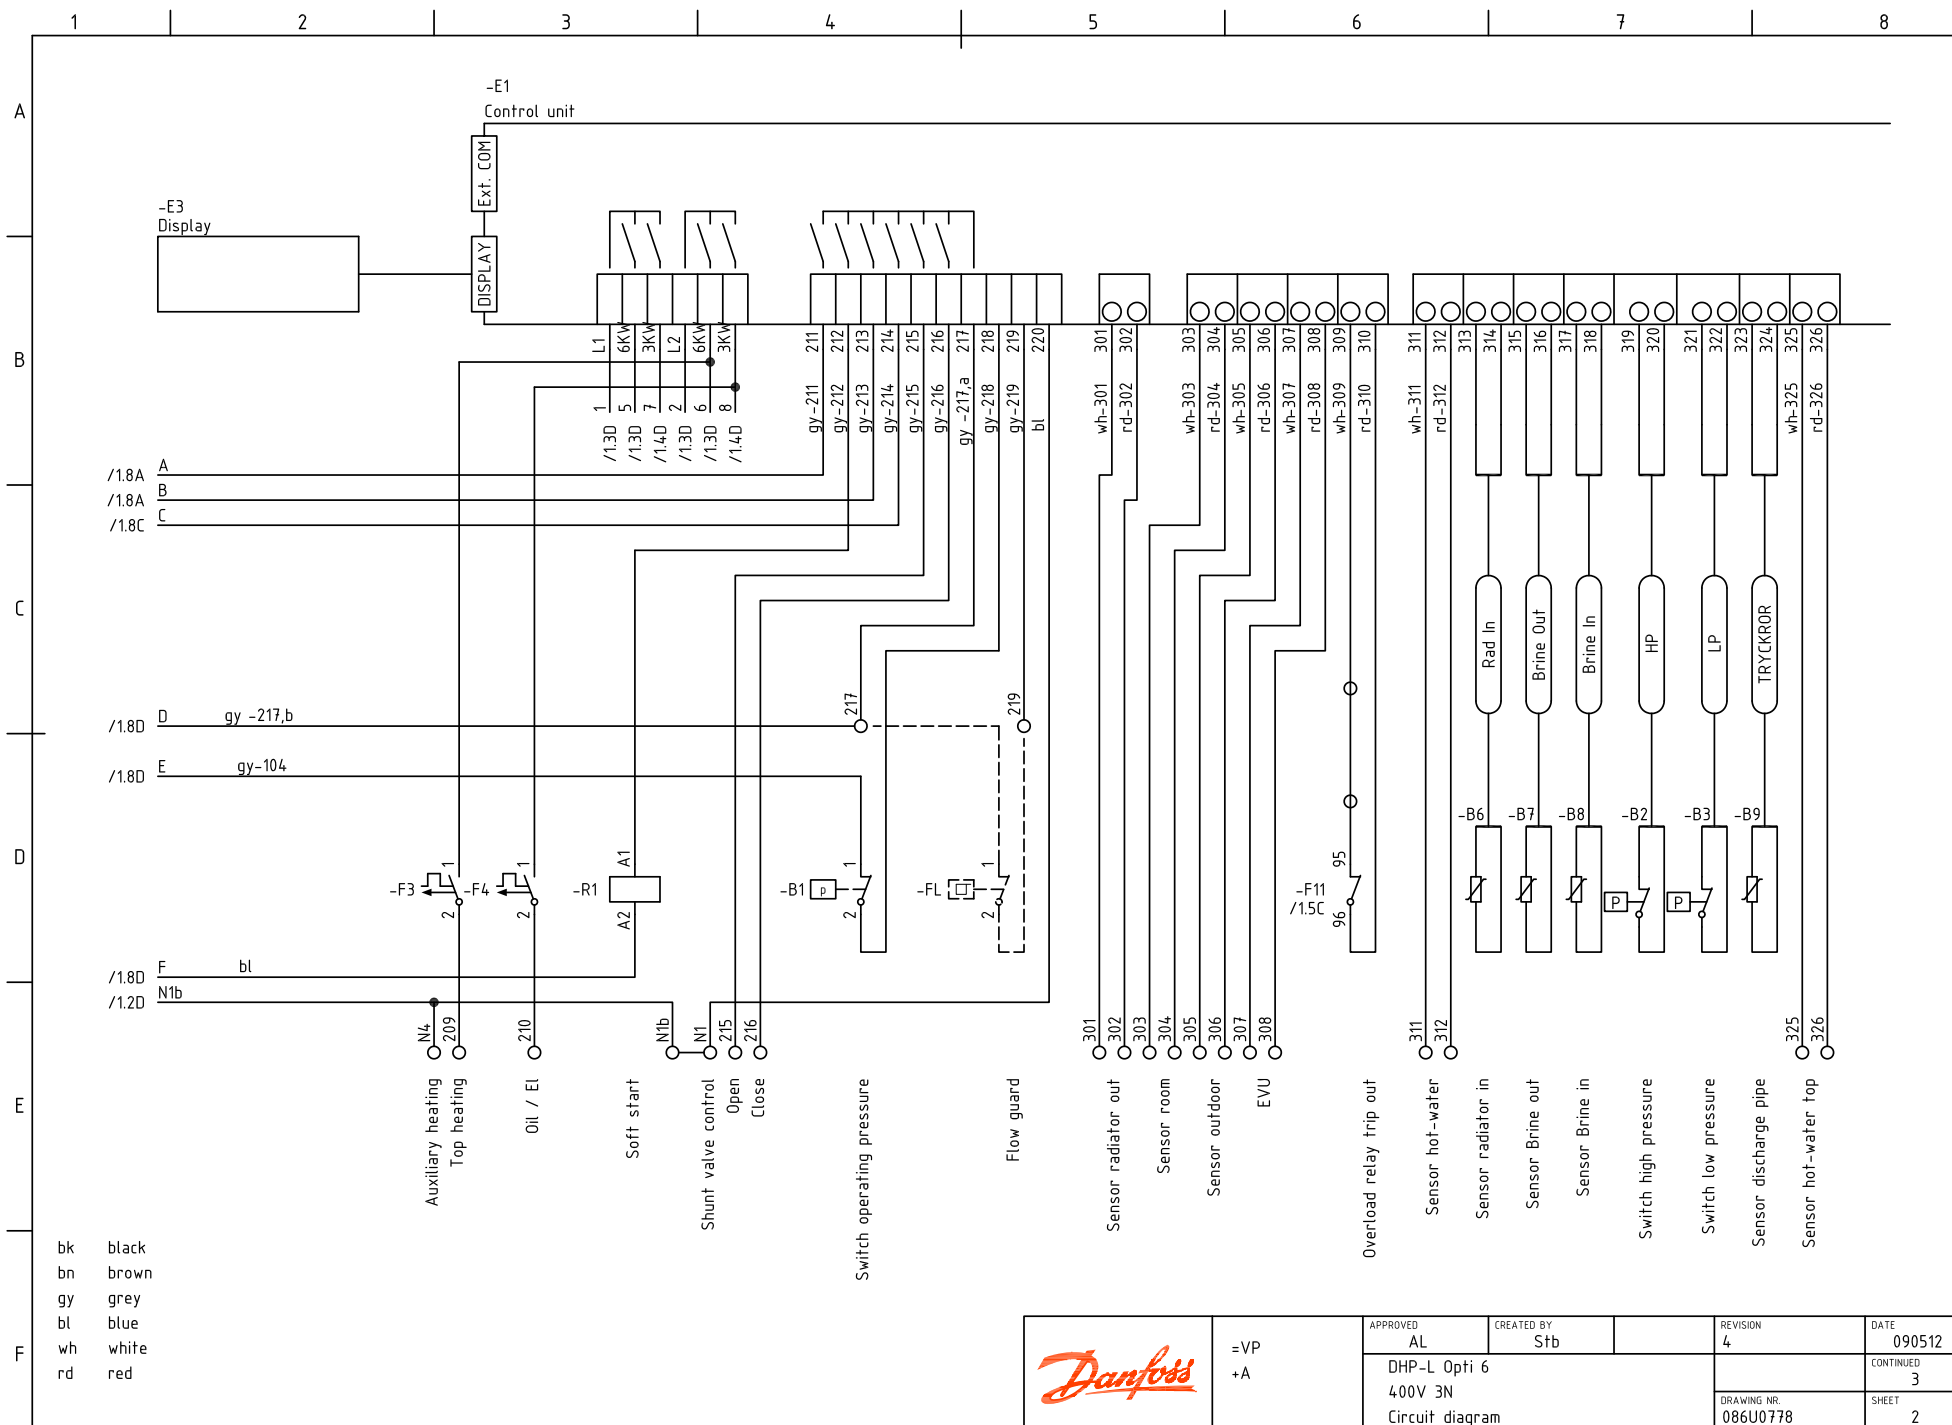 1 2 3 4 5 6 7 8
A
B
C
D
E
F
-E1
Control unit
Ext. COM
-E3
Display
DISPLAY
L1 6KW 3KW L2 6KW 3KW
211 212 213 214 215 216 217 218 219 220
301 302
303 304 305 306 307 308 309 310
311 312 313 314 315 316 317 318 319 320 321 322 323 324 325 326
1 5 7 2 6 8
/1.3D /1.3D /1.4D /1.3D /1.3D /1.4D
gy-211 gy-212 gy-213 gy-214 gy-215 gy-216 gy -217,a gy-218 gy-219 bl
wh-301 rd-302
wh-303 rd-304 wh-305 rd-306 wh-307 rd-308 wh-309 rd-310
wh-311 rd-312
wh-325 rd-326
/1.8A A
/1.8A B
/1.8C C
Rad In
Brine Out
Brine In
HP
LP
TRYCKROR
217
219
/1.8D D gy -217,b
/1.8D E gy-104
-F3 1 2
-F4 1 2
-R1 A1 A2
-B1 p 1 2
-FL 1 2
-F11
/1.5C
95
96
-B6
-B7
-B8
-B2
P
-B3
P
-B9
/1.8D F bl
/1.2D N1b
N4 209 210 N1b N1 215 216
301 302 303 304 305 306 307 308
311 312
325 326
Auxiliary heating
Top heating
Oil / El
Soft start
Shunt valve control
Open
Close
Switch operating pressure
Flow guard
Sensor radiator out
Sensor room
Sensor outdoor
EVU
Overload relay trip out
Sensor hot-water
Sensor radiator in
Sensor Brine out
Sensor Brine in
Switch high pressure
Switch low pressure
Sensor discharge pipe
Sensor hot-water top
bk black
bn brown
gy grey
bl blue
wh white
rd red
Danfoss
=VP
+A
APPROVED
AL
CREATED BY
Stb
REVISION
4
DATE
090512
DHP-L Opti 6
400V 3N
Circuit diagram
CONTINUED
3
DRAWING NR.
086U0778
SHEET
2